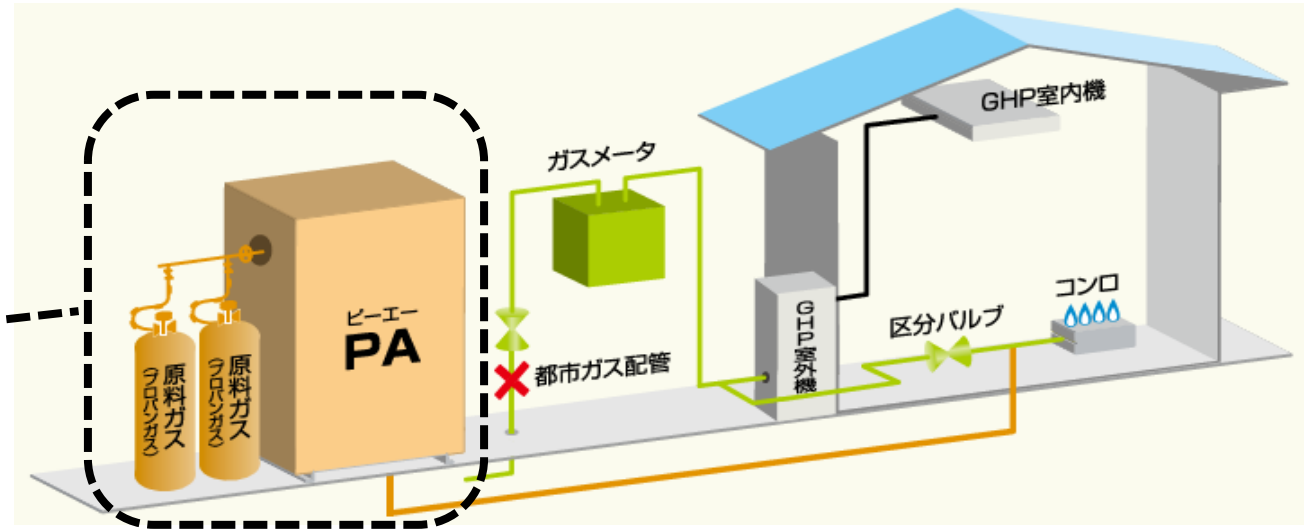 GHP室内機
ガスメータ
ピーエー
PA
原料ガス
(プロパンガス)
原料ガス
(プロパンガス)
都市ガス配管
GHP室外機
区分バルブ
コンロ